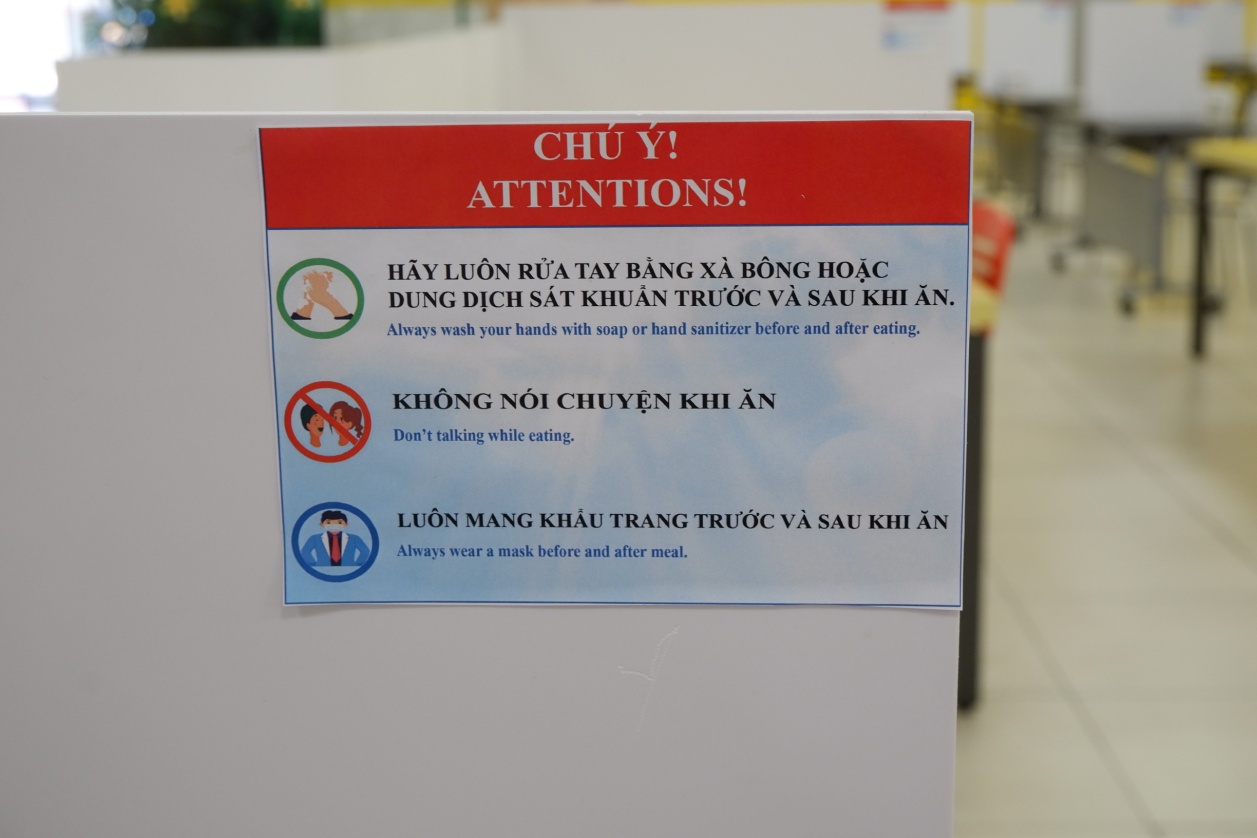 CHÚ Ý!
ATTENTIONS!
HÃY LUÔN RỬA TAY BẰNG XÀ BÔNG HOẶC
DUNG DỊCH SÁT KHUẨN TRƯỚC VÀ SAU KHI ĂN.
Always wash your hands with soap or hand sanitizer before and after eating.
KHÔNG NÓI CHUYỆN KHI ĂN
Don't talking while eating.
LUÔN MANG KHẨU TRANG TRƯỚC VÀ SAU KHI ĂN
Always wear a mask before and after meal.